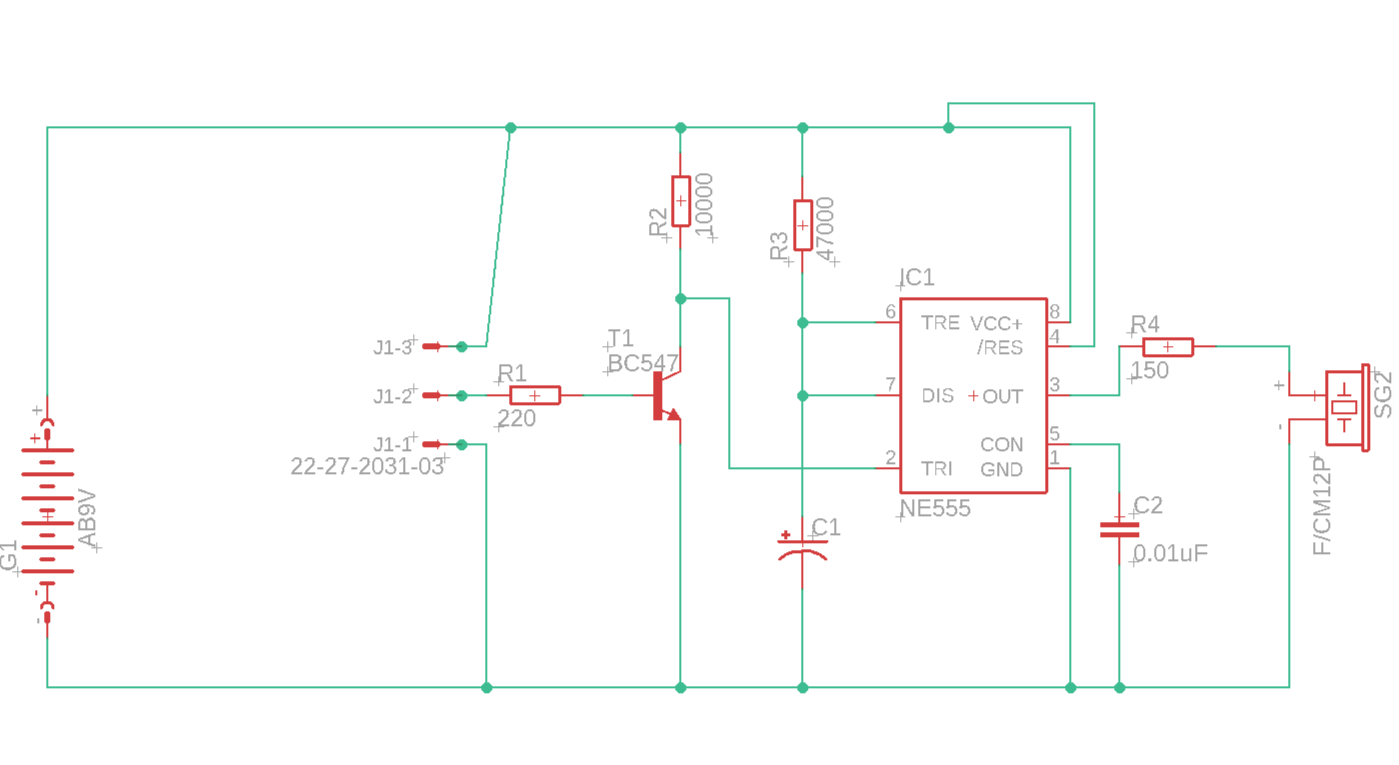 R2
10000
R3
47000
IC1
6
TRE
VCC+
8
/RES
4
7
DIS
OUT
3
CON
5
2
TRI
GND
1
NE555
R4
150
+
-
SG2
F/CM12P
J1-3
J1-2
J1-1
22-27-2031-03
R1
220
T1
BC547
+
+
AB9V
G1
-
-
+
C1
C2
0.01uF